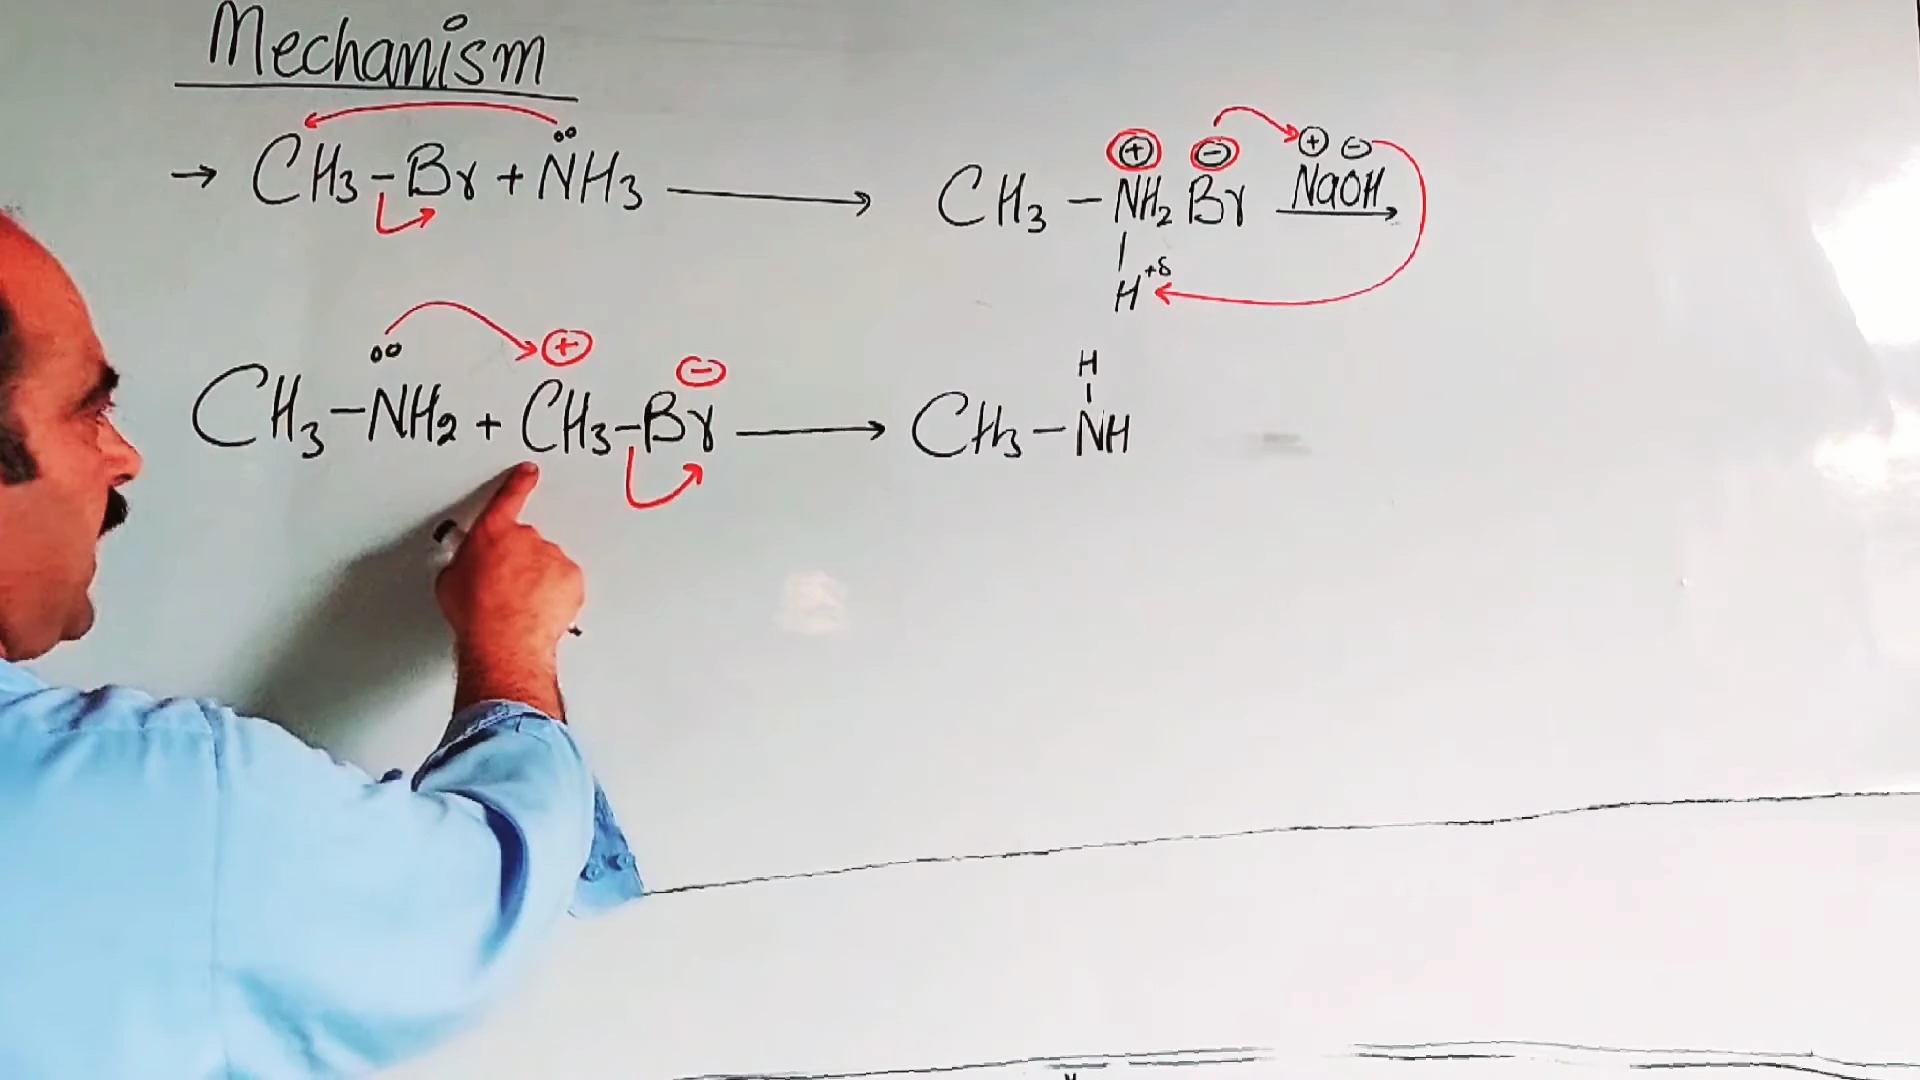 Mechanism
→ CH₃-Br + N̈H₃ ⟶ CH₃-NH₂ Br NaOH
⊕ ⊖ ⊕ ⊖
H +δ
CH₃-N̈H₂ + CH₃-Br ⟶ CH₃-NH
⊕ ⊖
H